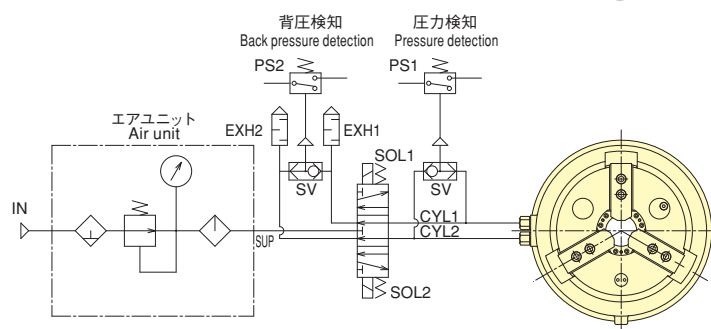 背圧検知
Back pressure detection
PS2
圧力検知
Pressure detection
PS1
エアユニット
Air unit
EXH2
EXH1
SOL1
SV
SV
IN
CYL1
CYL2
SUP
SOL2